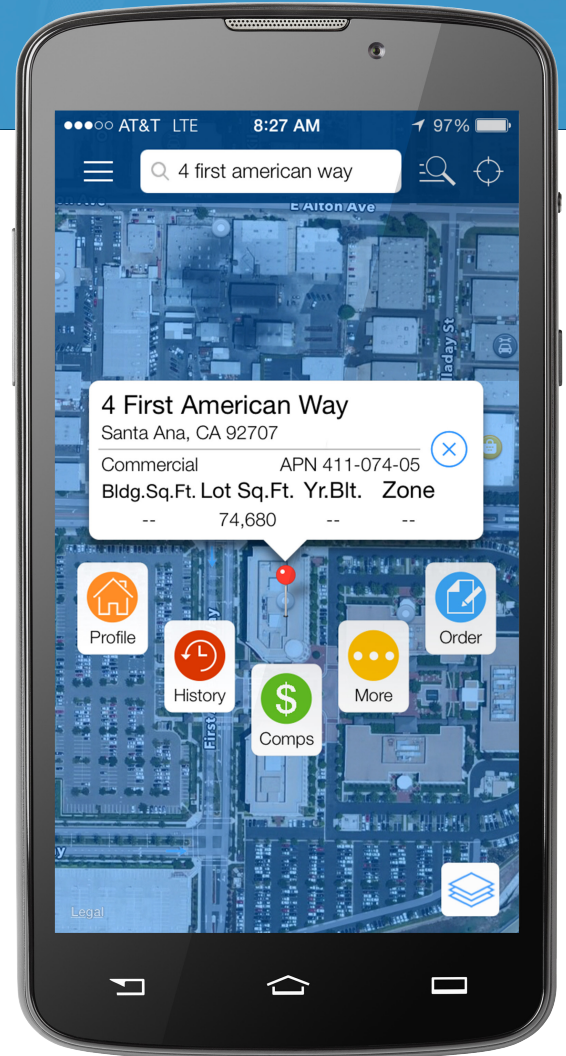 AT&T LTE 8:27 AM 97%
4 first american way
E Alton Ave
laday St
4 First American Way
Santa Ana, CA 92707
Commercial APN 411-074-05
Bldg.Sq.Ft. Lot Sq.Ft. Yr.Blt. Zone
-- 74,680 -- --
Profile
Order
History
More
Comps
First
Legal